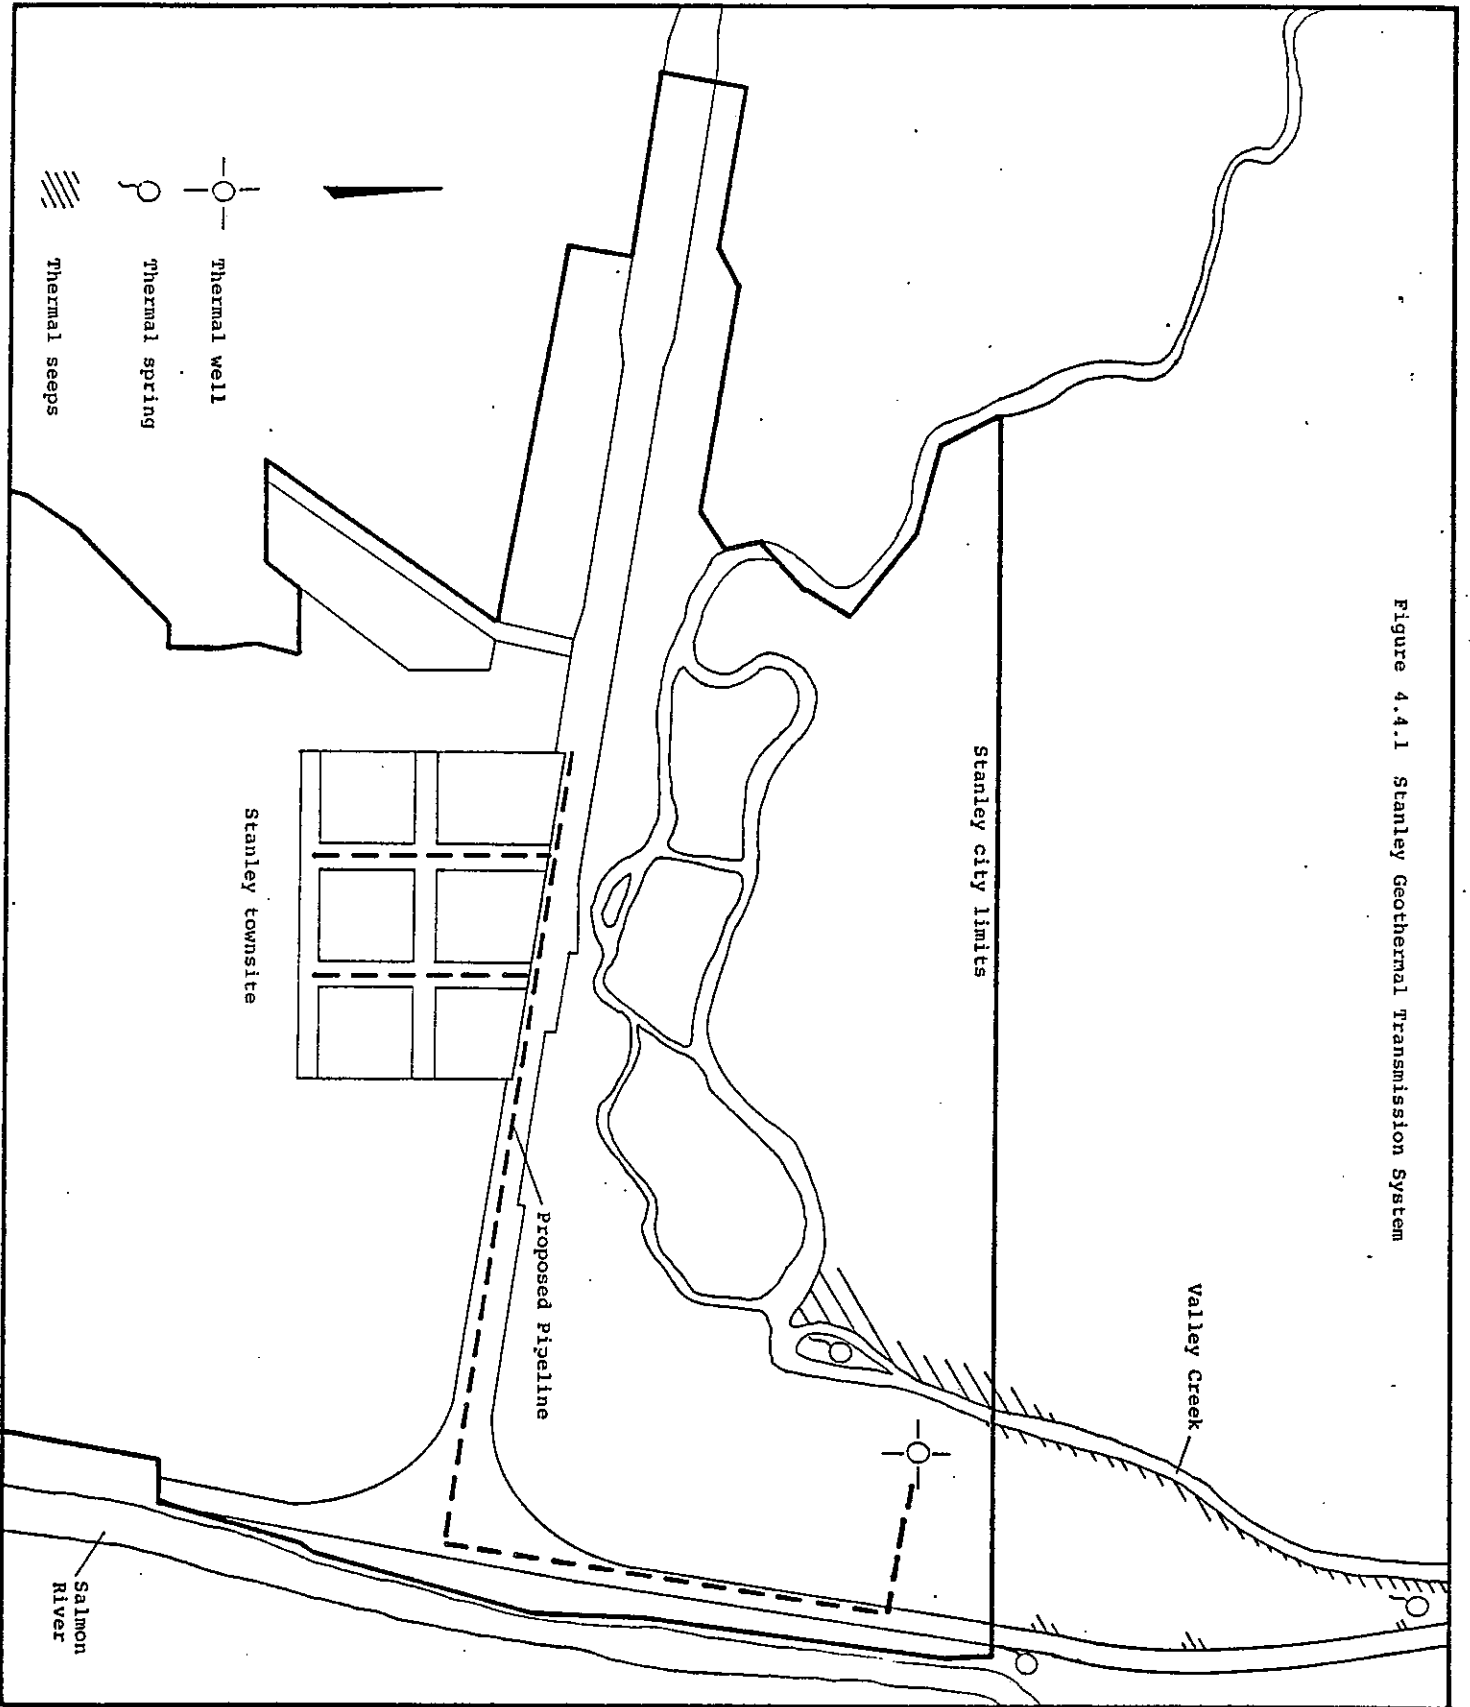 Figure 4.4.1 Stanley Geothermal Transmission System
Valley Creek
Stanley city limits
Proposed Pipeline
Stanley townsite
Thermal well
Thermal spring
Thermal seeps
Salmon
River